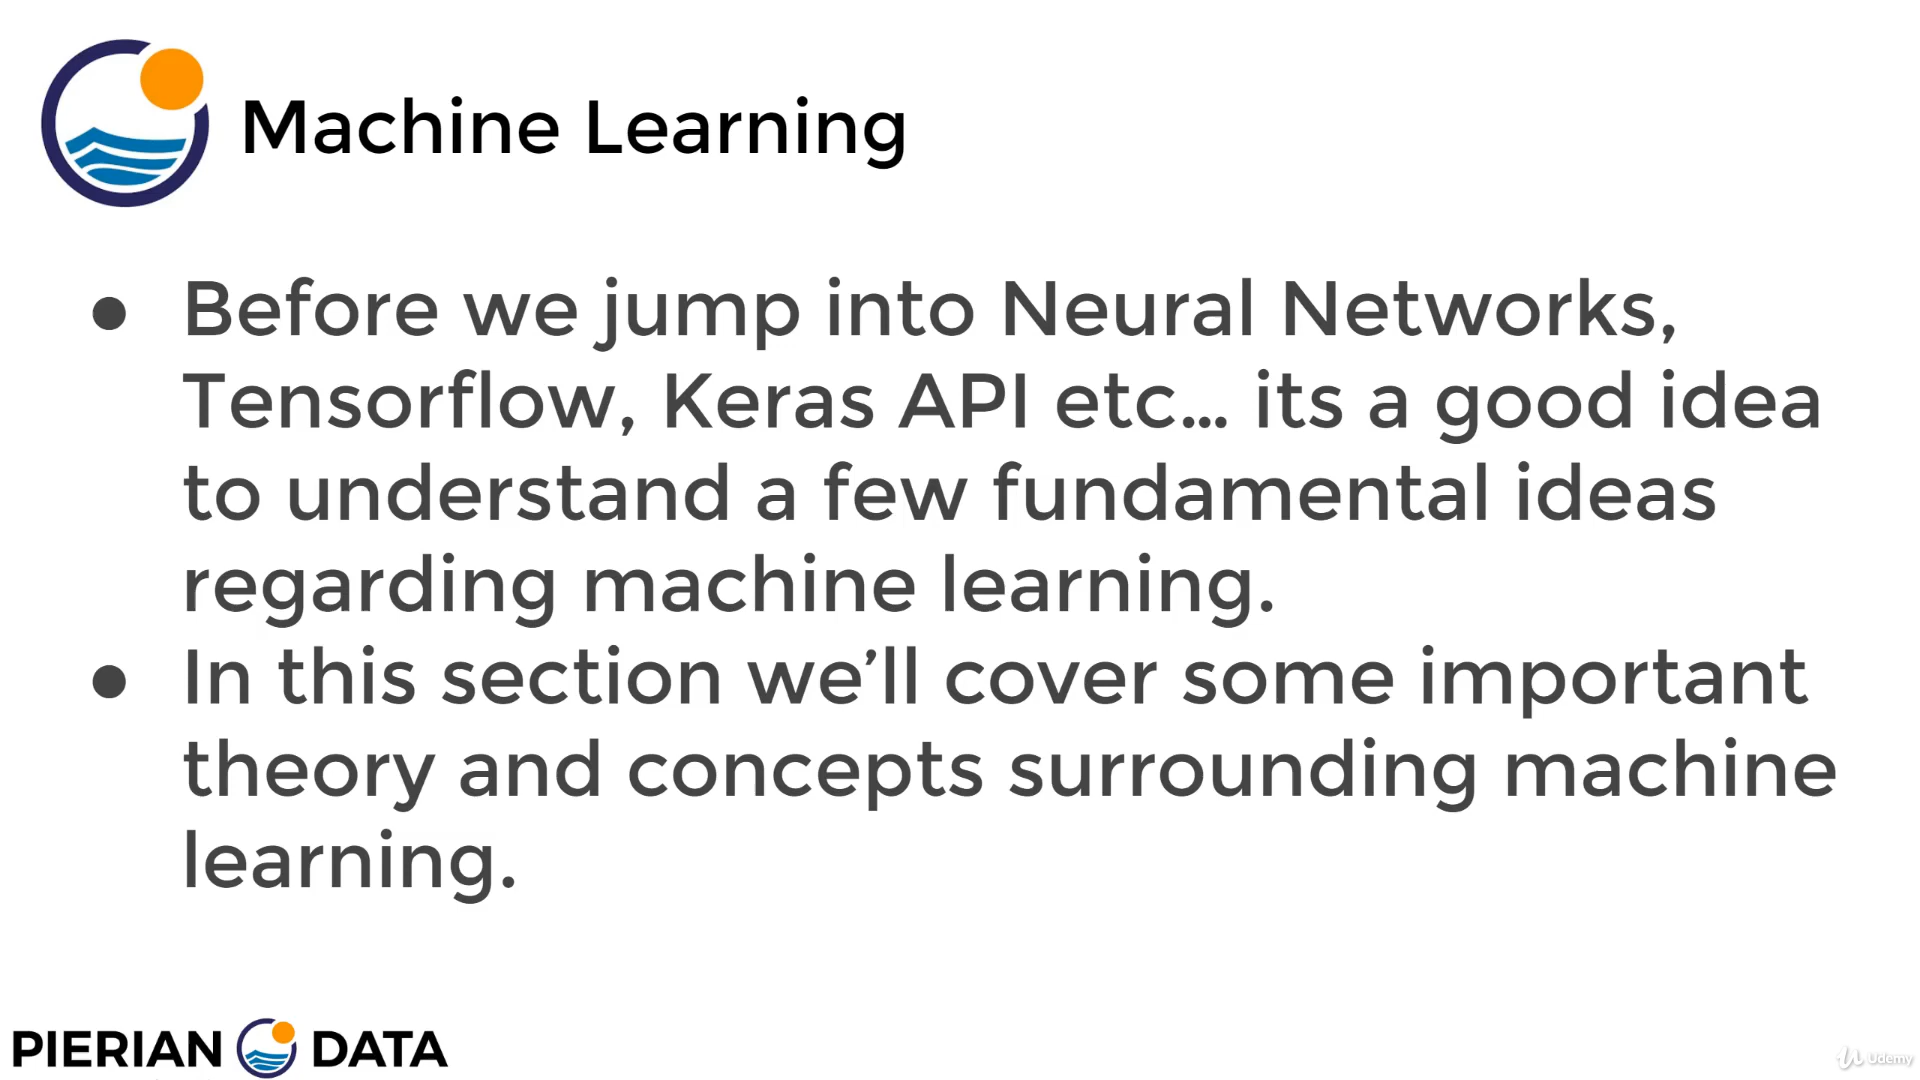 Machine Learning
● Before we jump into Neural Networks,
Tensorflow, Keras API etc... its a good idea
to understand a few fundamental ideas
regarding machine learning.
● In this section we’ll cover some important
theory and concepts surrounding machine
learning.
PIERIAN DATA
Udemy